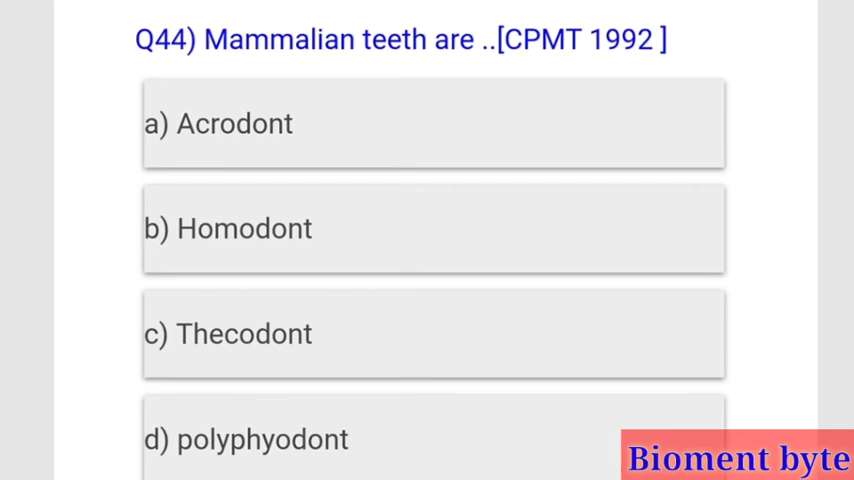 Q44) Mammalian teeth are ..[CPMT 1992 ]
a) Acrodont
b) Homodont
c) Thecodont
d) polyphyodont
Bioment byte